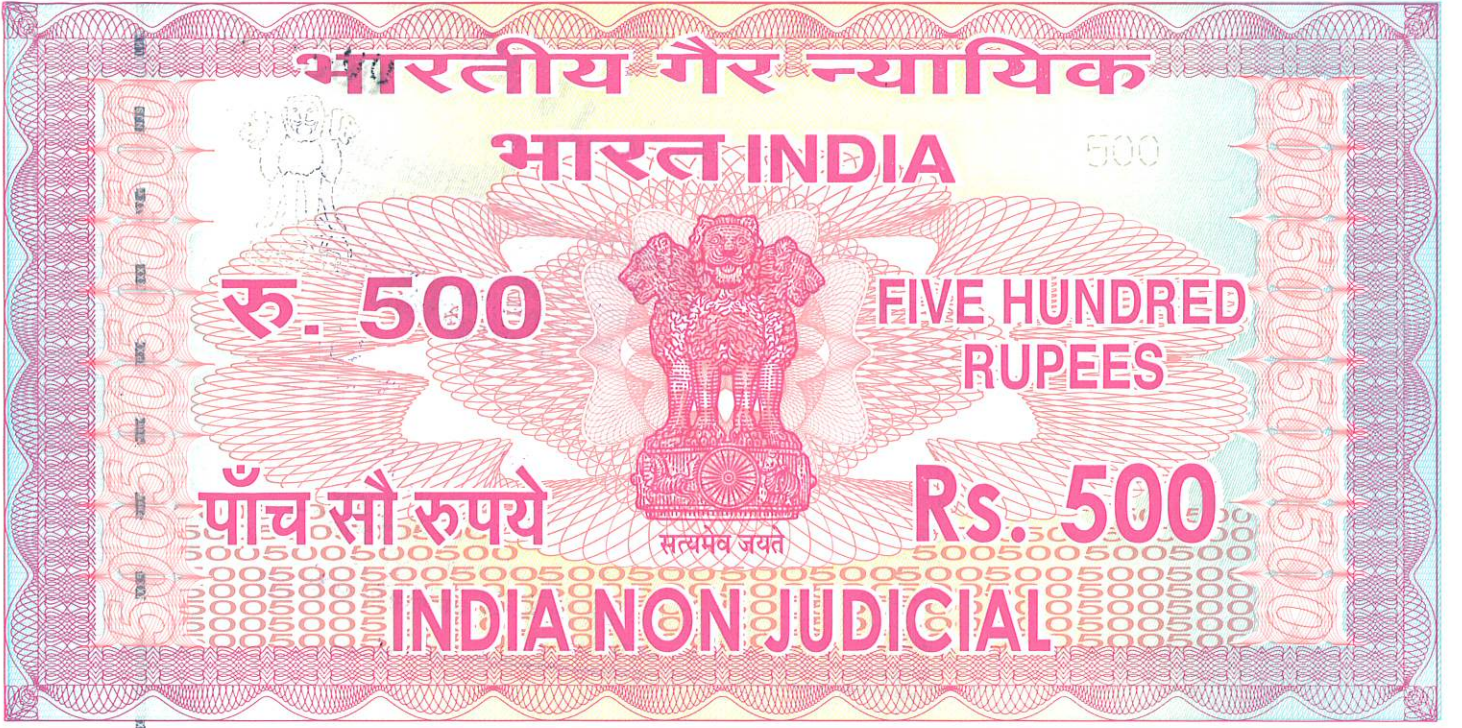 भारतीय गैर न्यायिक
भारत INDIA
500
रु. 500
FIVE HUNDRED
RUPEES
पाँच सौ रुपये
Rs. 500
सत्यमेव जयते
INDIA NON JUDICIAL